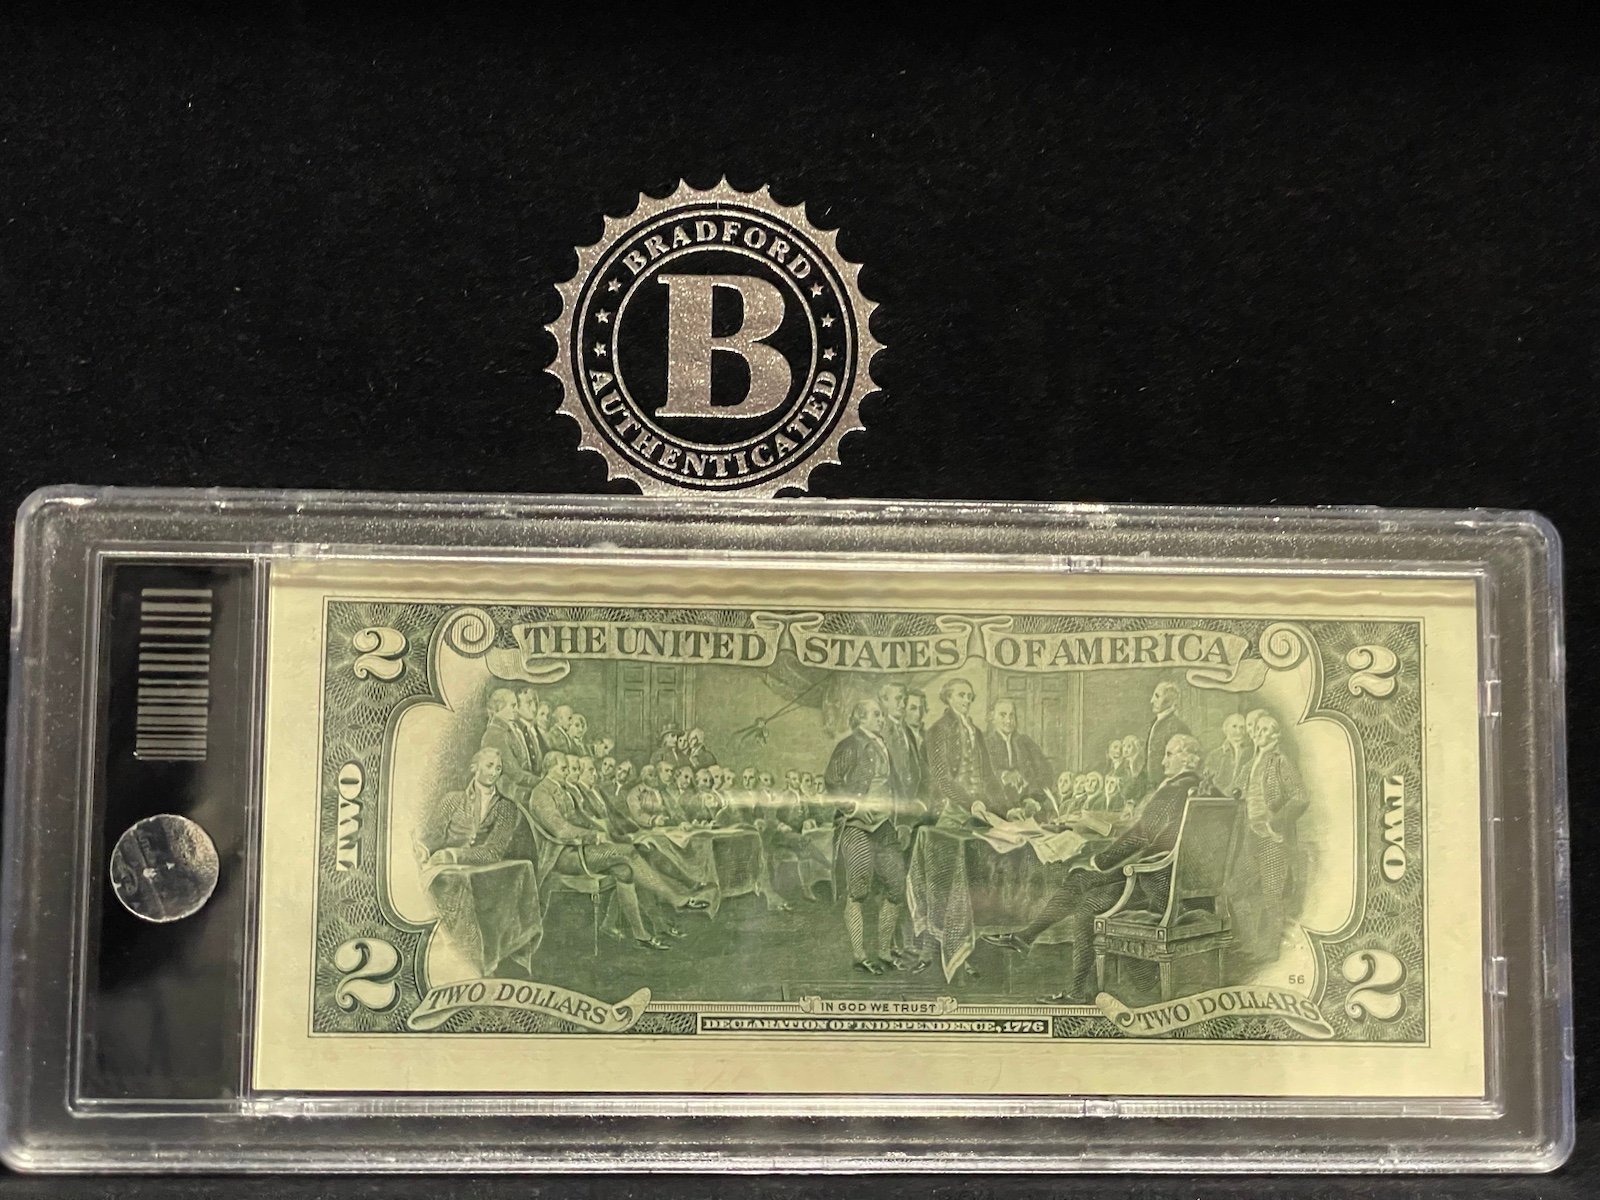 BRADFORD
B
AUTHENTICATED
2 THE UNITED STATES OF AMERICA 2
TWO
TWO
56
2 TWO DOLLARS IN GOD WE TRUST TWO DOLLARS 2
DECLARATION OF INDEPENDENCE, 1776